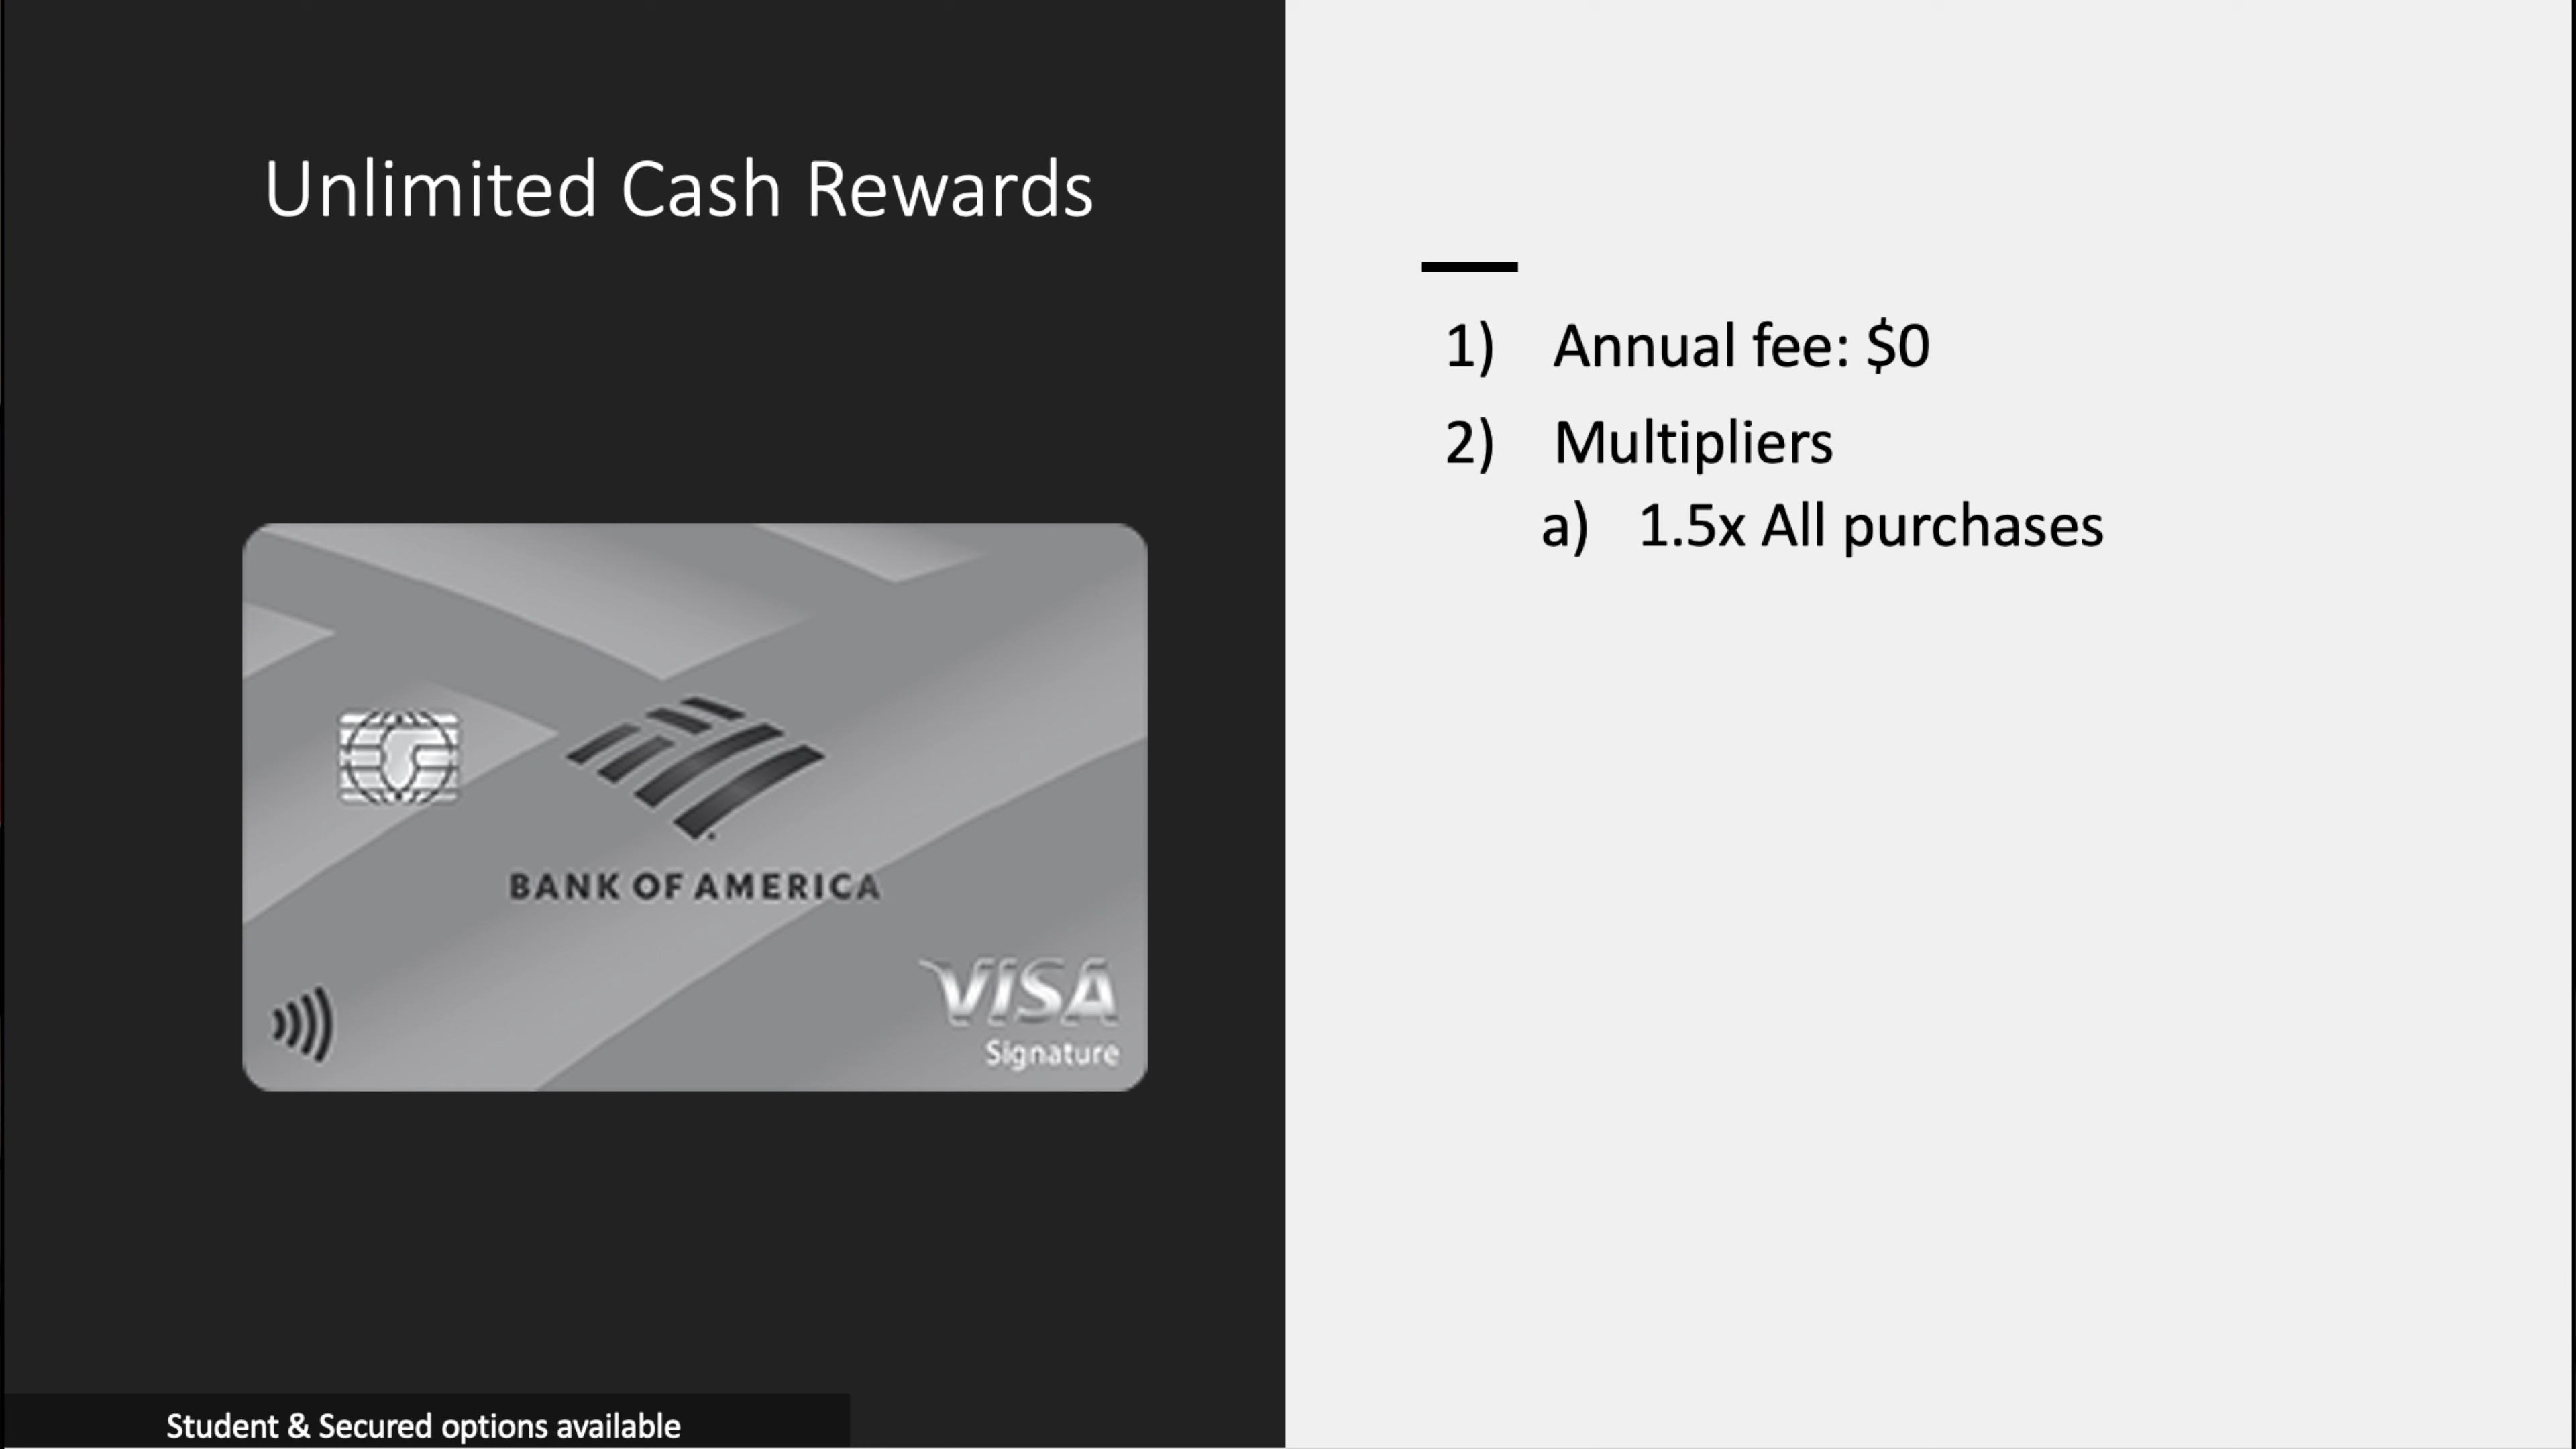 Unlimited Cash Rewards
BANK OF AMERICA
VISA
Signature
Student & Secured options available
1) Annual fee: $0
2) Multipliers
a) 1.5x All purchases